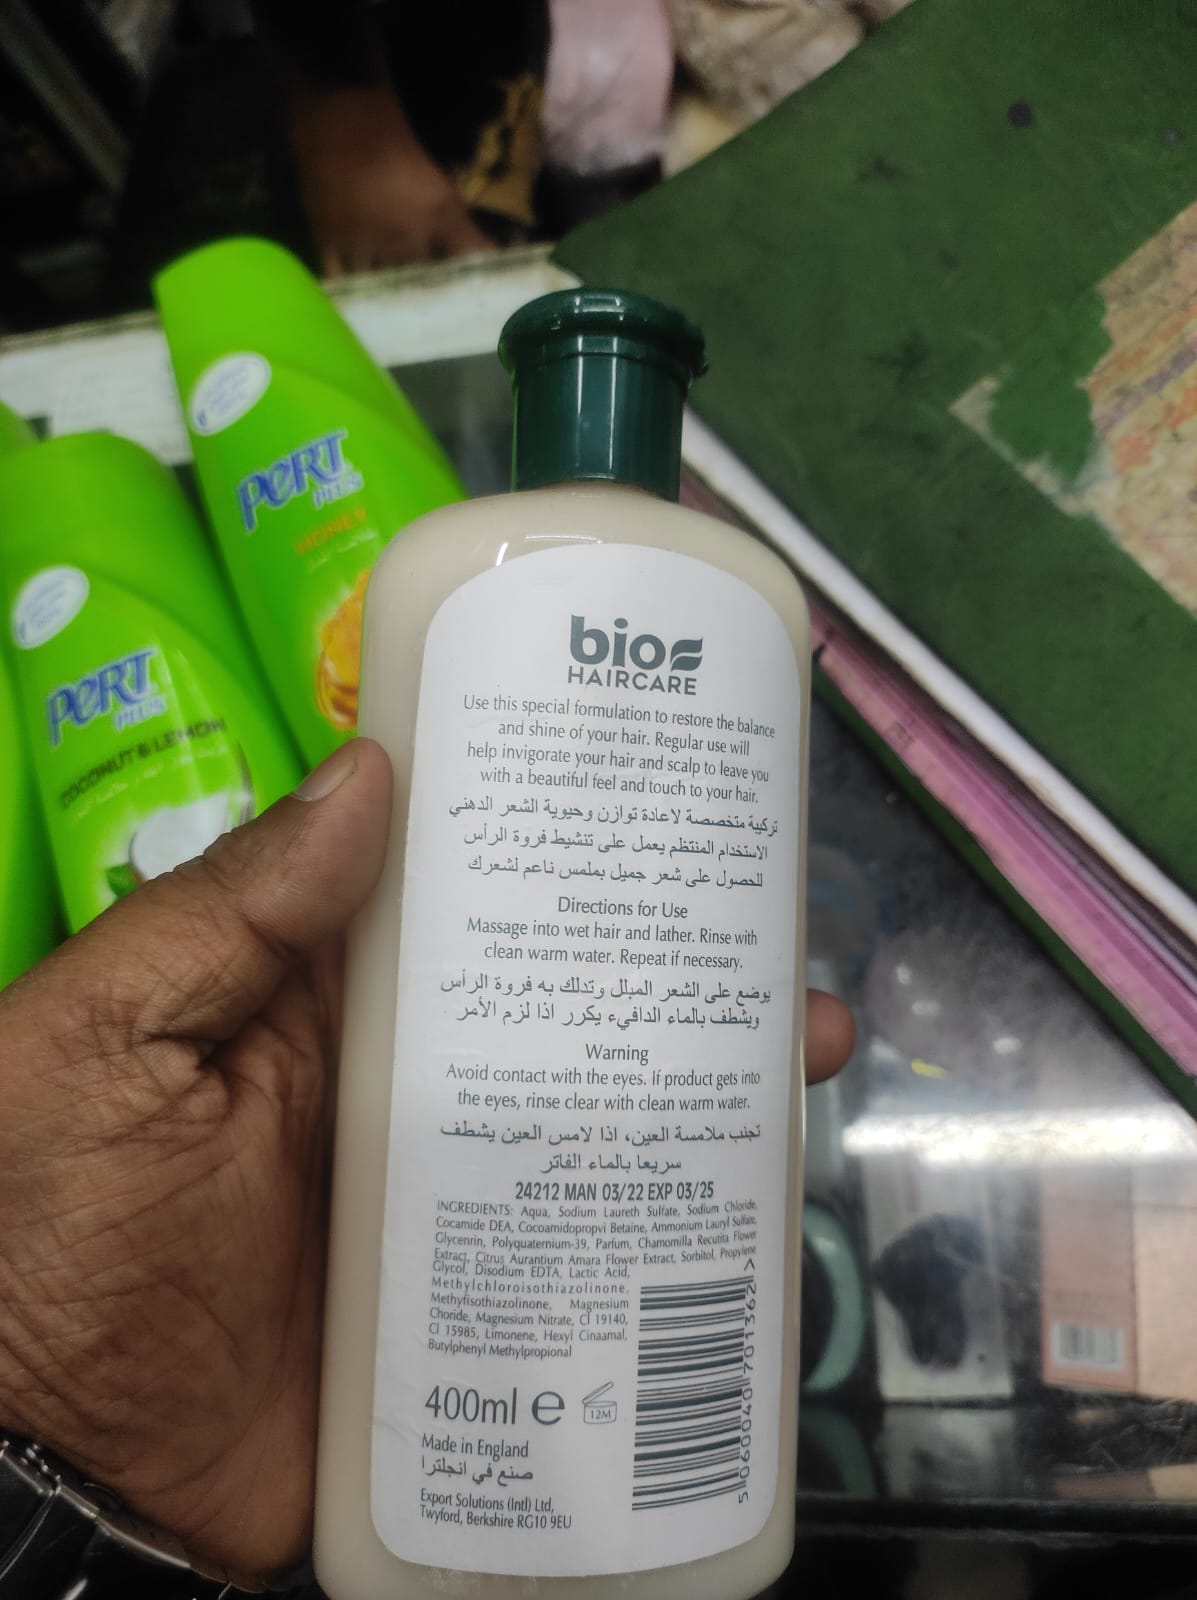 PERT
PLUS
HONEY
PERT
PLUS
COCONUT & LEMON
bio
HAIRCARE
Use this special formulation to restore the balance
and shine of your hair. Regular use will
help invigorate your hair and scalp to leave you
with a beautiful feel and touch to your hair.
تركيبة متخصصة لاعادة توازن وحيوية الشعر الدهني
الاستخدام المنتظم يعمل على تنشيط فروة الرأس
للحصول على شعر جميل بملمس ناعم لشعرك
Directions for Use
Massage into wet hair and lather. Rinse with
clean warm water. Repeat if necessary.
يوضع على الشعر المبلل وتدلك به فروة الرأس
ويشطف بالماء الدافيء يكرر اذا لزم الأمر
Warning
Avoid contact with the eyes. If product gets into
the eyes, rinse clear with clean warm water.
تجنب ملامسة العين، اذا لامس العين يشطف
سريعا بالماء الفاتر
24212 MAN 03/22 EXP 03/25
INGREDIENTS: Aqua, Sodium Laureth Sulfate, Sodium Chloride,
Cocamide DEA, Cocoamidopropvi Betaine, Ammonium Lauryl Sulfate,
Glycenrin, Polyquaternium-39, Parfum, Chamomilla Recutita Flower
Extract, Citrus Aurantium Amara Flower Extract, Sorbitol, Propylene
Glycol, Disodium EDTA, Lactic Acid,
Methylchloroisothiazolinone,
Methyfisothiazolinone, Magnesium
Choride, Magnesium Nitrate, CI 19140,
CI 15985, Limonene, Hexyl Cinaamal,
Butylphenyl Methylpropional
400ml e
12M
Made in England
صنع في انجلترا
Export Solutions (Intl) Ltd,
Twyford, Berkshire RG10 9EU
5 060040 701362 >